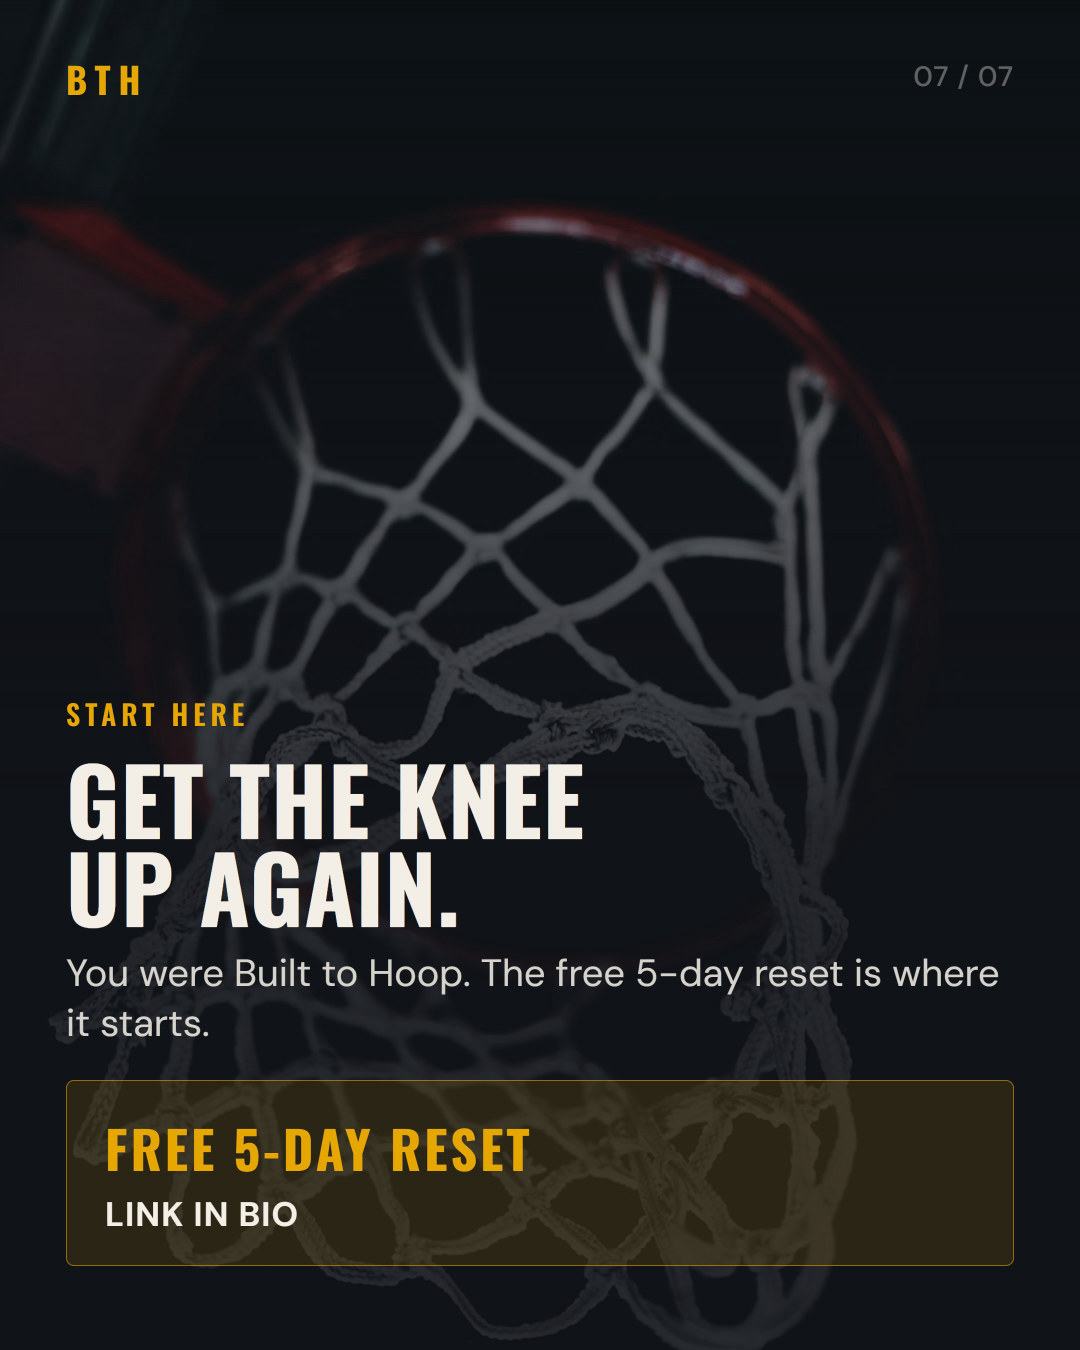 BTH
07 / 07
START HERE
GET THE KNEE
UP AGAIN.
You were Built to Hoop. The free 5-day reset is where
it starts.
FREE 5-DAY RESET
LINK IN BIO